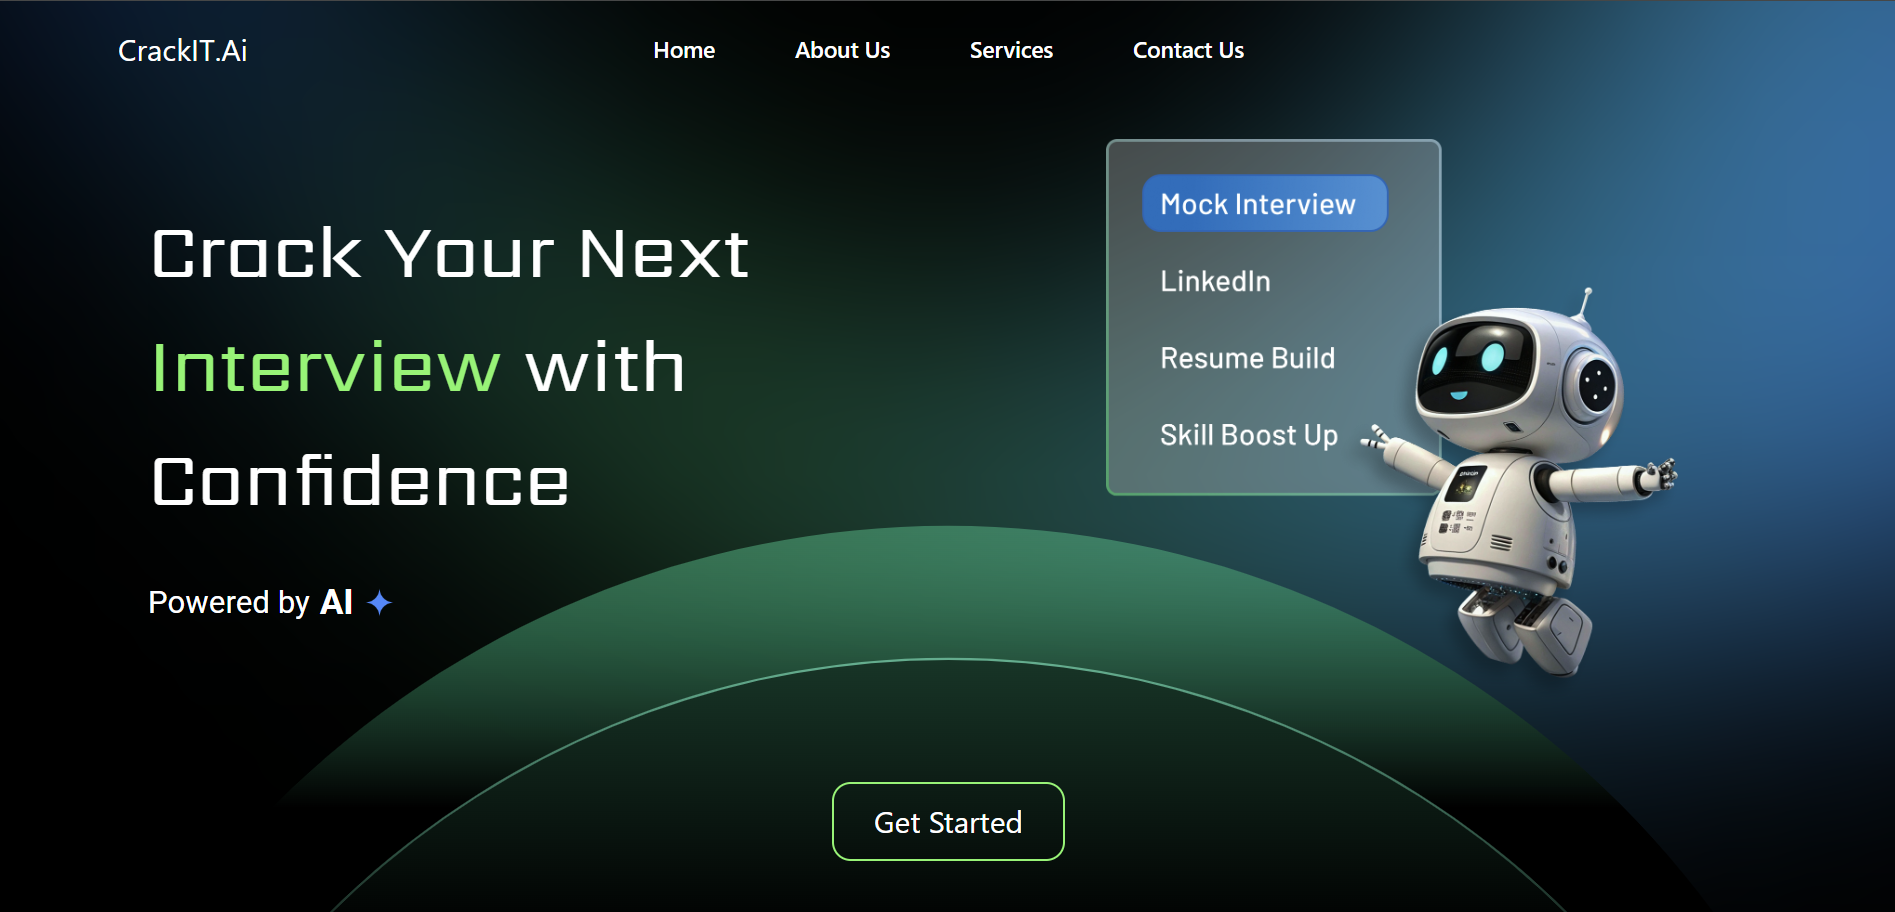 CrackIT.Ai
Home
About Us
Services
Contact Us
Crack Your Next
Interview with
Confidence
Powered by AI
Mock Interview
LinkedIn
Resume Build
Skill Boost Up
Get Started